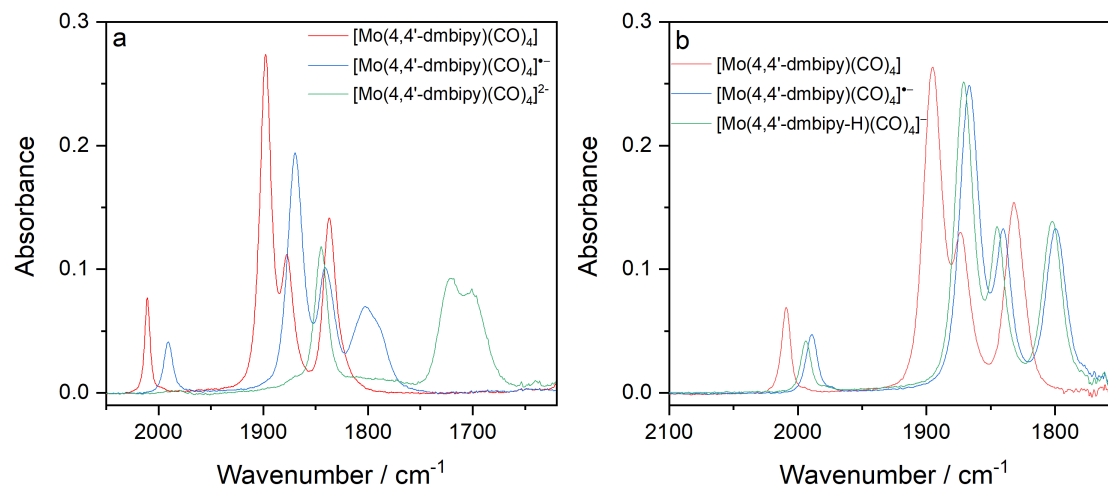 a
[Mo(4,4'-dmbipy)(CO)₄]
[Mo(4,4'-dmbipy)(CO)₄]•−
[Mo(4,4'-dmbipy)(CO)₄]²⁻
0.3
0.2
0.1
0.0
Absorbance
2000
1900
1800
1700
Wavenumber / cm⁻¹
b
[Mo(4,4'-dmbipy)(CO)₄]
[Mo(4,4'-dmbipy)(CO)₄]•−
[Mo(4,4'-dmbipy-H)(CO)₄]⁻
0.3
0.2
0.1
0.0
Absorbance
2100
2000
1900
1800
Wavenumber / cm⁻¹